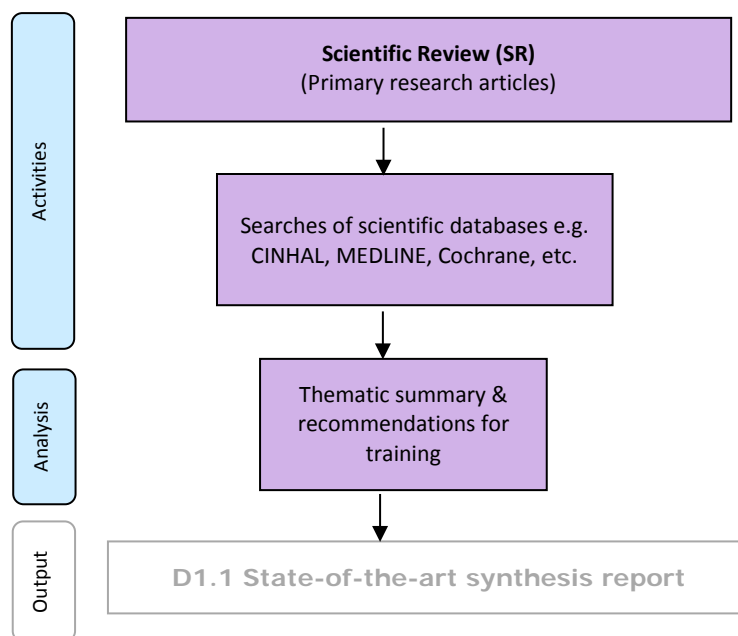 Activities
Scientific Review (SR)
(Primary research articles)
Searches of scientific databases e.g.
CINHAL, MEDLINE, Cochrane, etc.
Analysis
Thematic summary &
recommendations for
training
Output
D1.1 State-of-the-art synthesis report